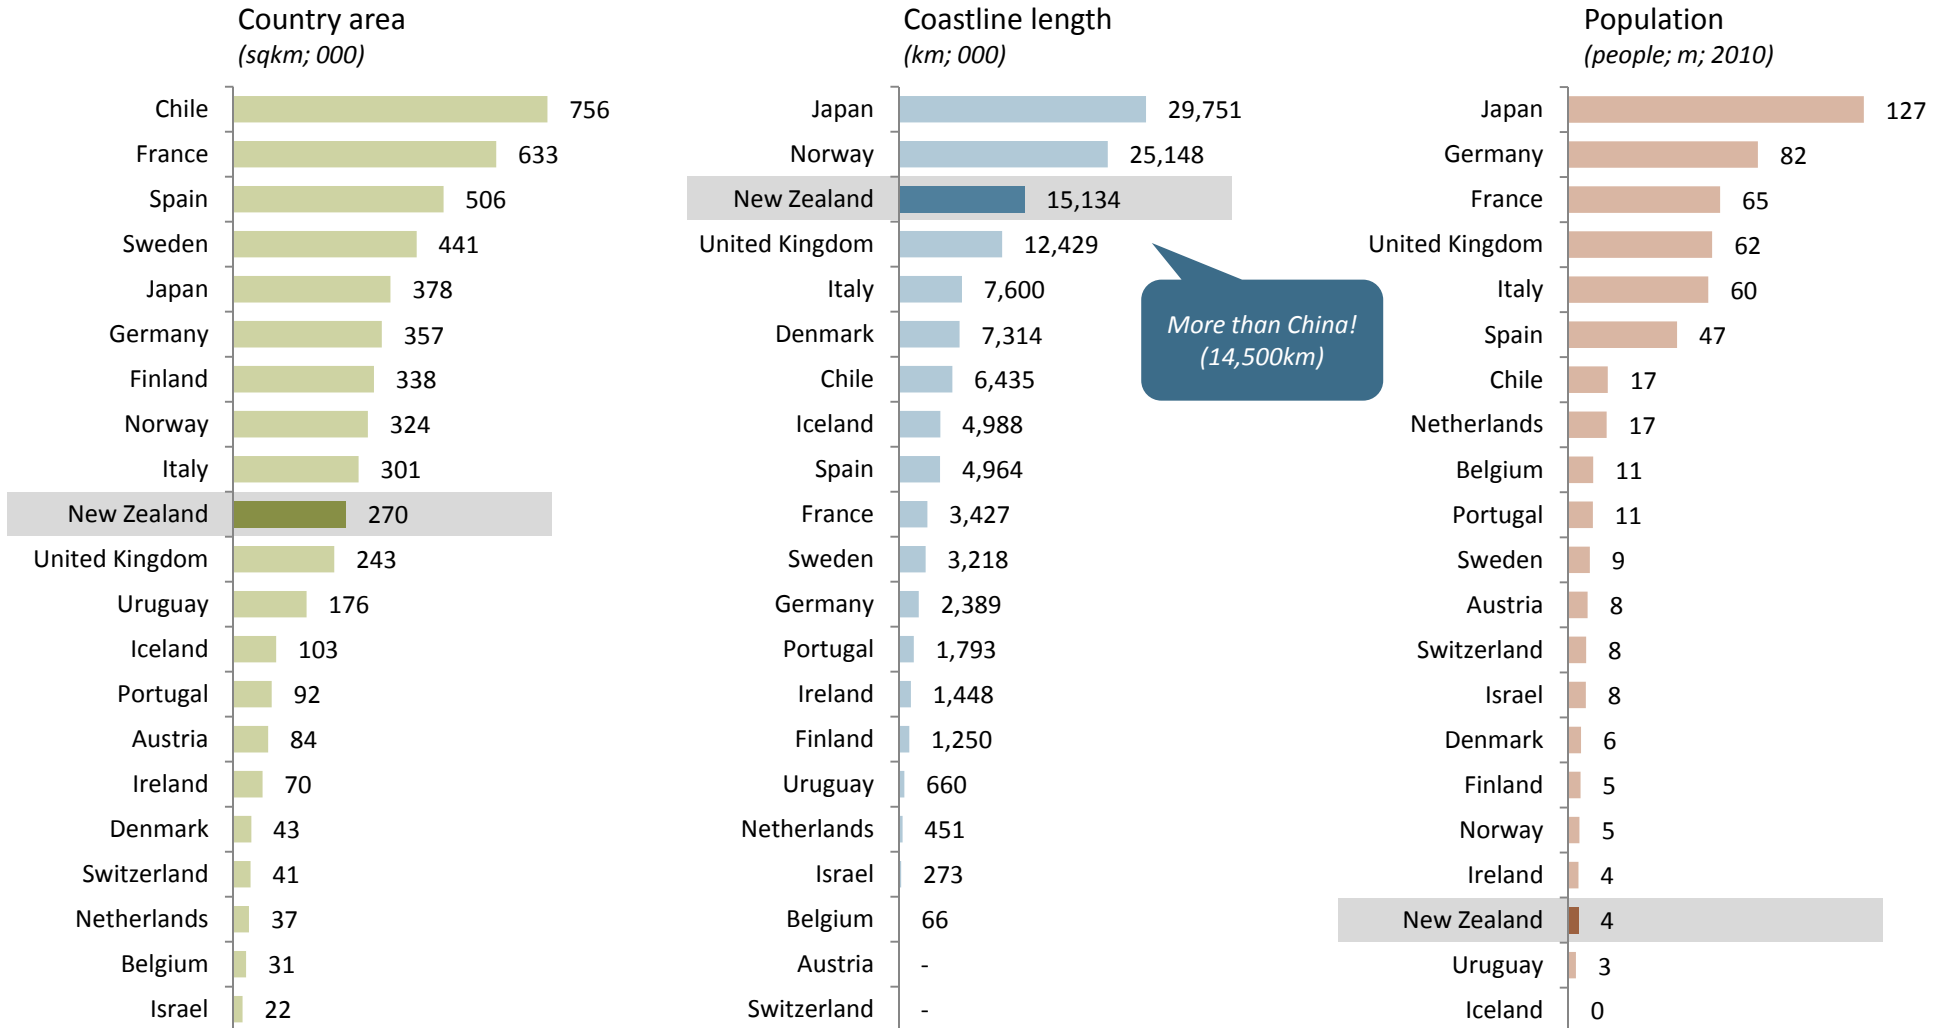 Country area
(sqkm; 000)
Chile 756
France 633
Spain 506
Sweden 441
Japan 378
Germany 357
Finland 338
Norway 324
Italy 301
New Zealand 270
United Kingdom 243
Uruguay 176
Iceland 103
Portugal 92
Austria 84
Ireland 70
Denmark 43
Switzerland 41
Netherlands 37
Belgium 31
Israel 22
Coastline length
(km; 000)
Japan 29,751
Norway 25,148
New Zealand 15,134
United Kingdom 12,429
Italy 7,600
Denmark 7,314
Chile 6,435
Iceland 4,988
Spain 4,964
France 3,427
Sweden 3,218
Germany 2,389
Portugal 1,793
Ireland 1,448
Finland 1,250
Uruguay 660
Netherlands 451
Israel 273
Belgium 66
Austria -
Switzerland -
More than China!
(14,500km)
Population
(people; m; 2010)
Japan 127
Germany 82
France 65
United Kingdom 62
Italy 60
Spain 47
Chile 17
Netherlands 17
Belgium 11
Portugal 11
Sweden 9
Austria 8
Switzerland 8
Israel 8
Denmark 6
Finland 5
Norway 5
Ireland 4
New Zealand 4
Uruguay 3
Iceland 0